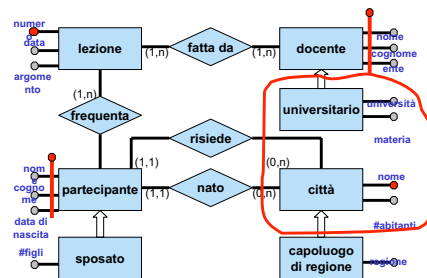 numer
o
data
argome
nto
lezione
(1,n)
fatta da
(1,n)
docente
nome
cognome
ente
(1,n)
frequenta
universitario
università
materia
risiede
(1,1)
(0,n)
nom
e
cogno
me
data di
nascita
partecipante
(1,1)
nato
(0,n)
città
nome
#abitanti
#figli
sposato
capoluogo
di regione
regione